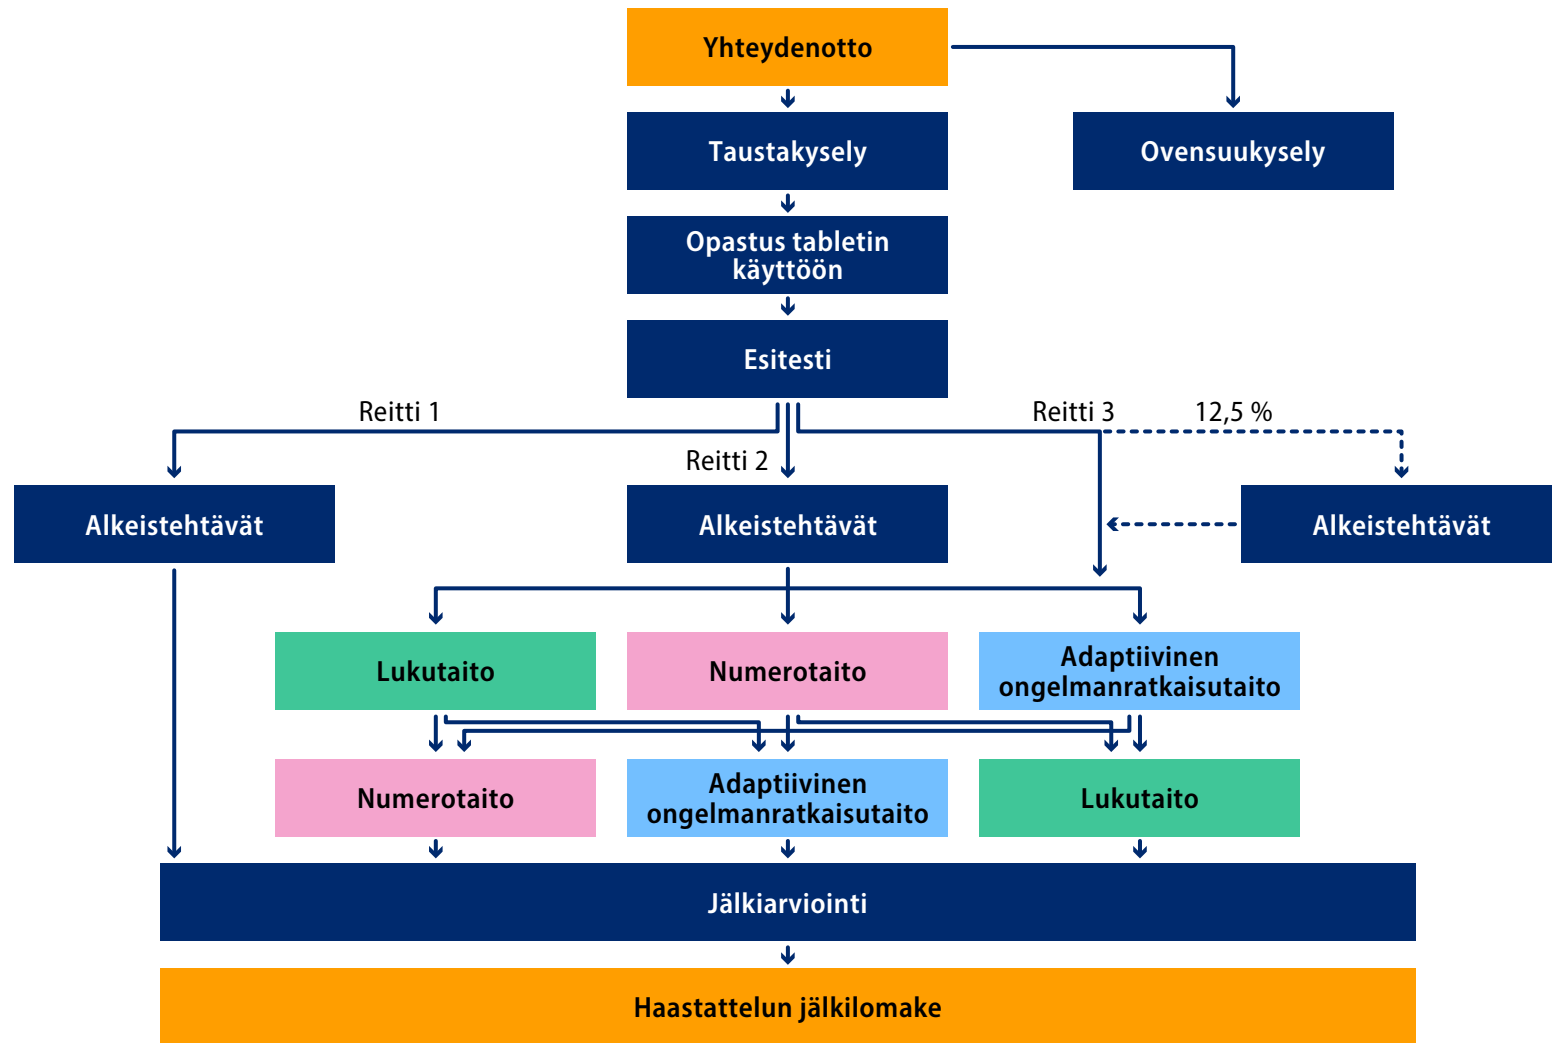 Yhteydenotto
Taustakysely
Ovensuukysely
Opastus tabletin
käyttöön
Esitesti
Reitti 1
Reitti 2
Reitti 3
12,5 %
Alkeistehtävät
Alkeistehtävät
Alkeistehtävät
Lukutaito
Numerotaito
Adaptiivinen
ongelmanratkaisutaito
Numerotaito
Adaptiivinen
ongelmanratkaisutaito
Lukutaito
Jälkiarviointi
Haastattelun jälkilomake